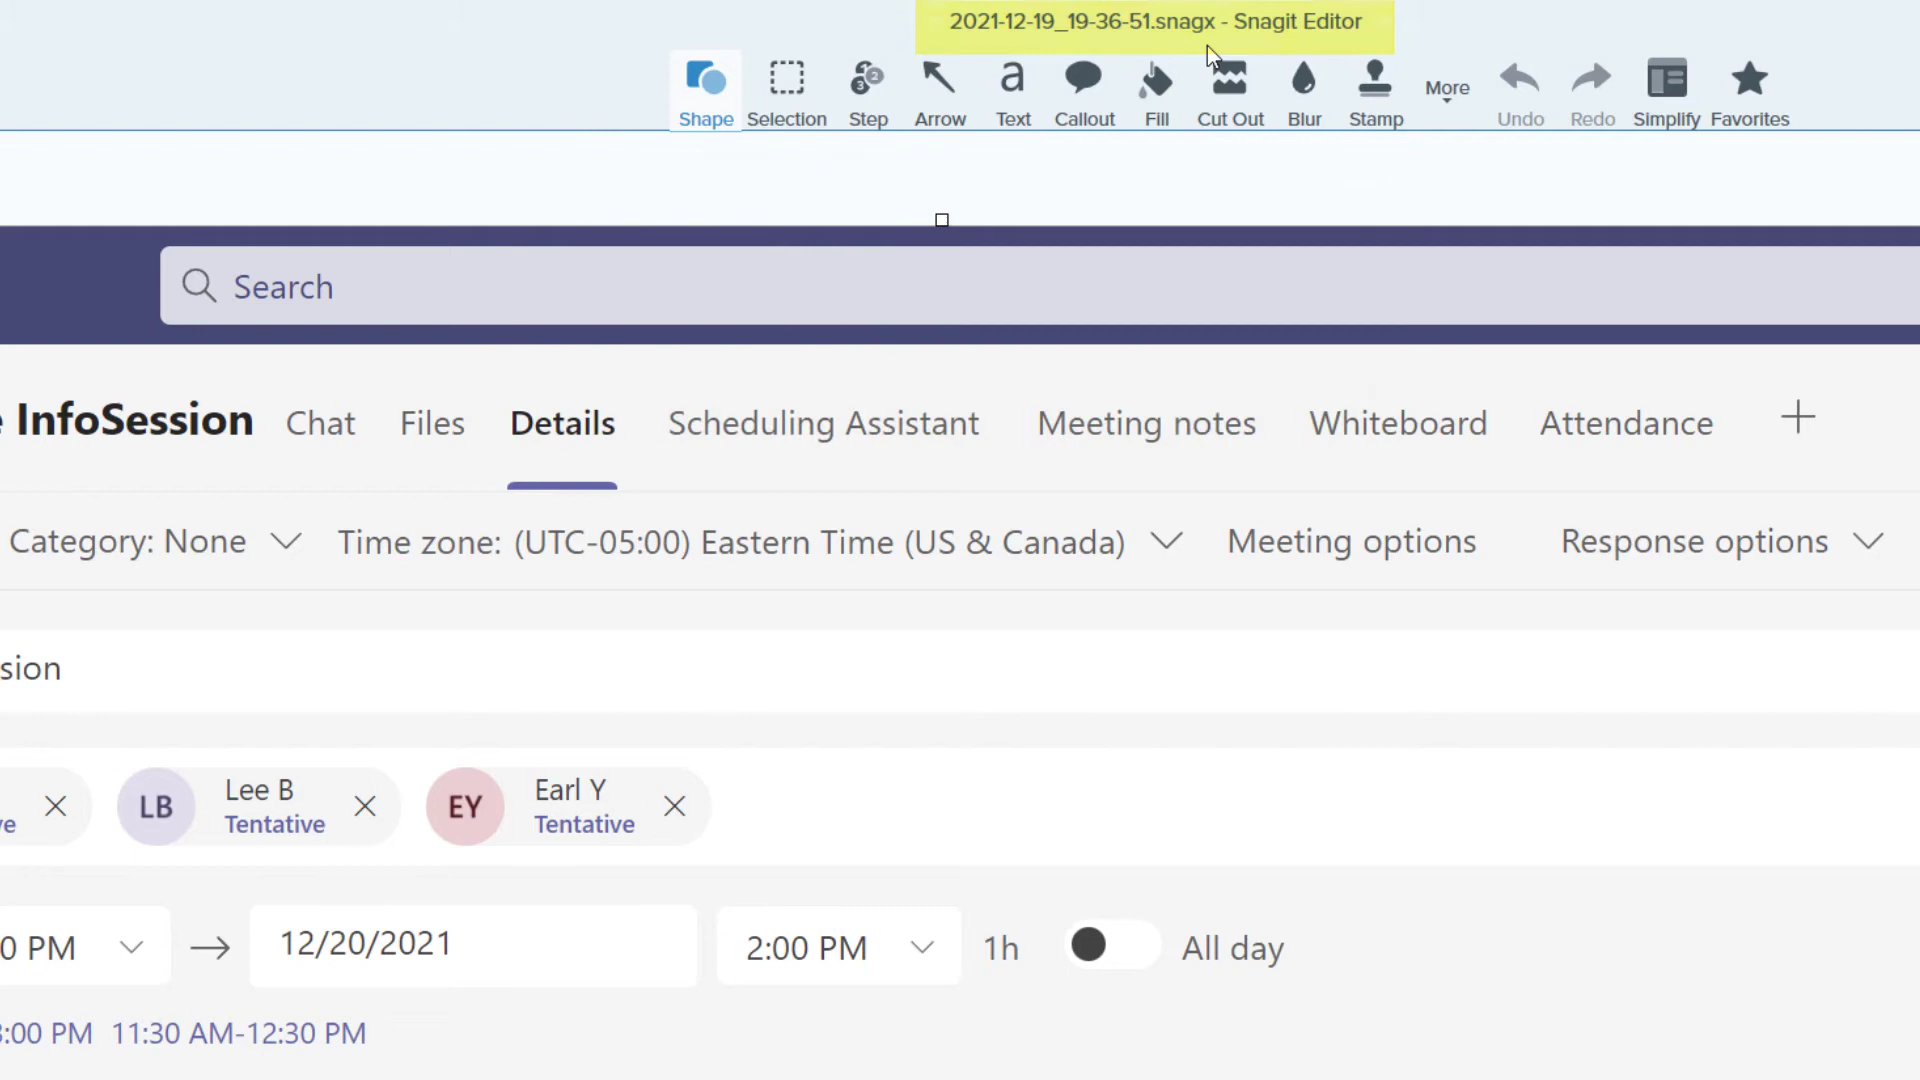 2021-12-19_19-36-51.snagx - Snagit Editor
Shape Selection Step Arrow Text Callout Fill Cut Out Blur Stamp More Undo Redo Simplify Favorites
Search
InfoSession Chat Files Details Scheduling Assistant Meeting notes Whiteboard Attendance
Category: None Time zone: (UTC-05:00) Eastern Time (US & Canada) Meeting options Response options
sion
LB Lee B EY Earl Y
Tentative Tentative
0 PM 12/20/2021 2:00 PM 1h All day
:00 PM 11:30 AM-12:30 PM